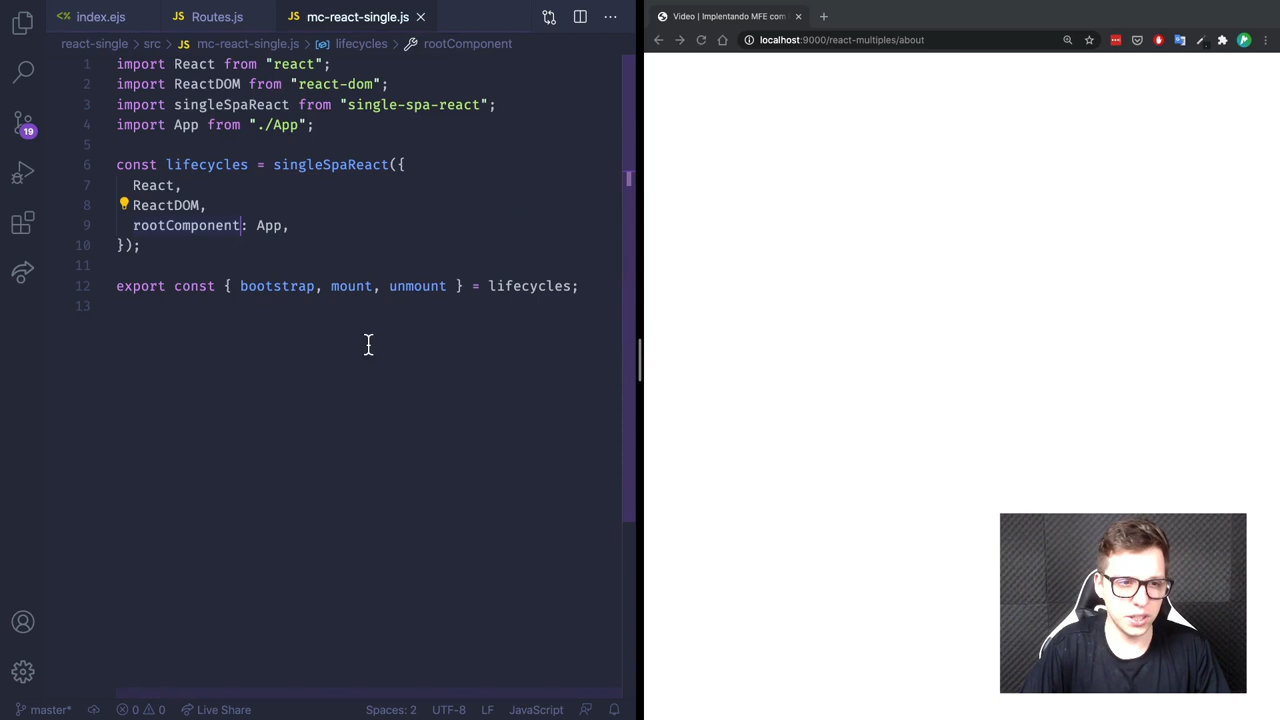 index.ejs
Routes.js
mc-react-single.js
react-single > src > mc-react-single.js > lifecycles > rootComponent
1 import React from "react";
2 import ReactDOM from "react-dom";
3 import singleSpaReact from "single-spa-react";
4 import App from "./App";
5
6 const lifecycles = singleSpaReact({
7 React,
8 ReactDOM,
9 rootComponent: App,
10 });
11
12 export const { bootstrap, mount, unmount } = lifecycles;
13
19
master* 0 0 Live Share Spaces: 2 UTF-8 LF JavaScript
Video | Implentando MFE com
localhost:9000/react-multiples/about